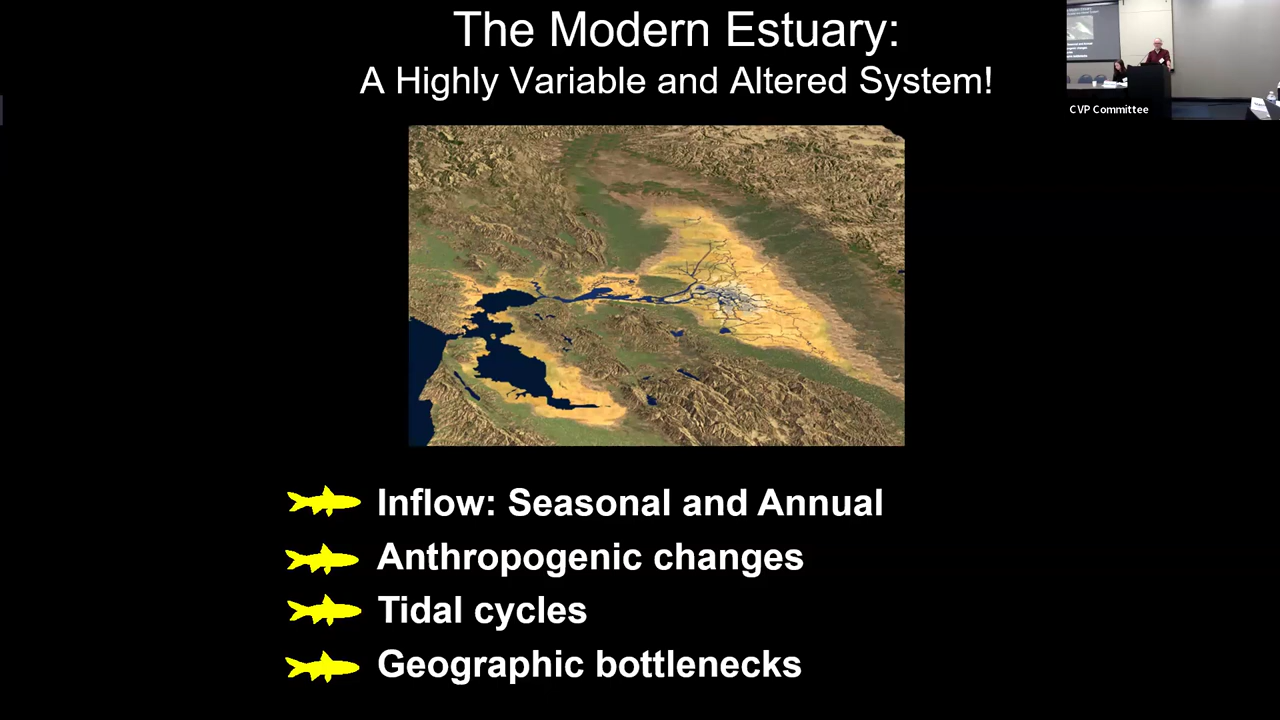 The Modern Estuary:
A Highly Variable and Altered System!
CVP Committee
Inflow: Seasonal and Annual
Anthropogenic changes
Tidal cycles
Geographic bottlenecks